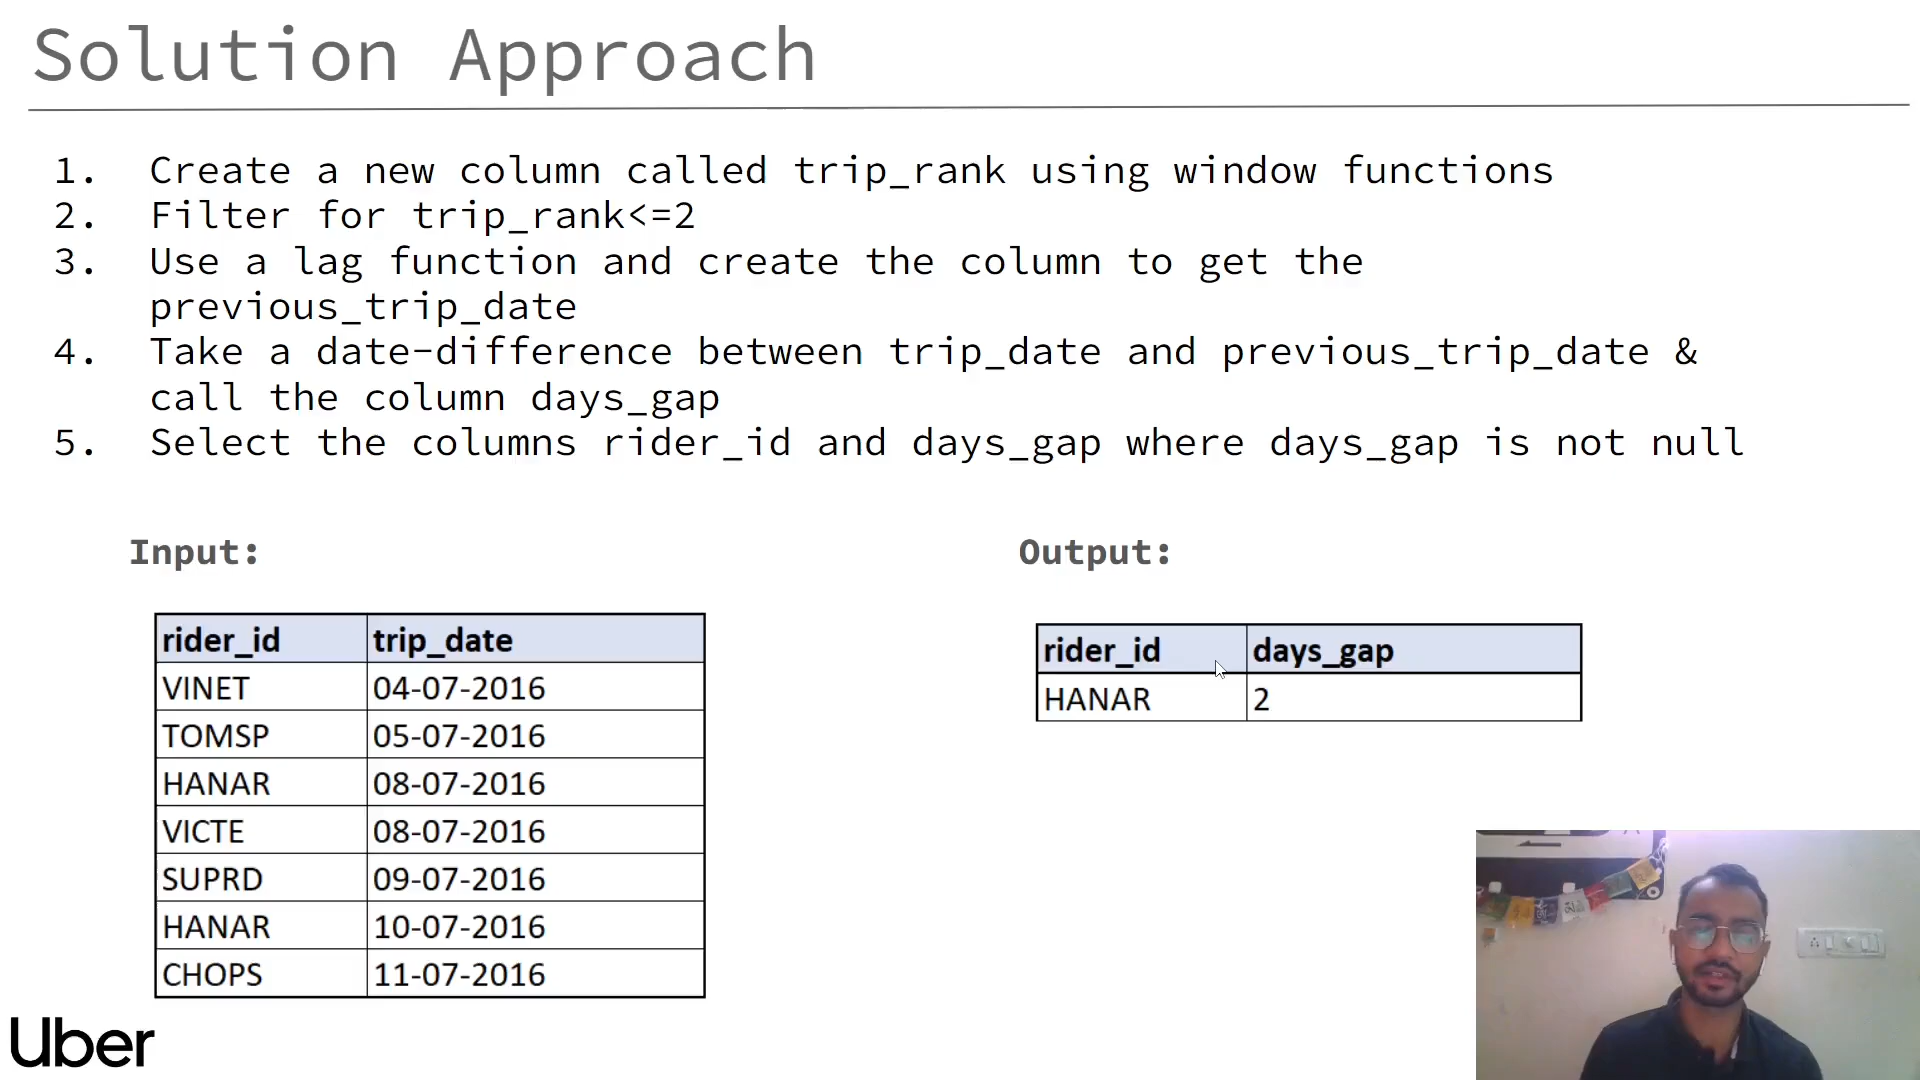 Solution Approach
1. Create a new column called trip_rank using window functions
2. Filter for trip_rank<=2
3. Use a lag function and create the column to get the
previous_trip_date
4. Take a date-difference between trip_date and previous_trip_date &
call the column days_gap
5. Select the columns rider_id and days_gap where days_gap is not null
Input:
rider_id trip_date
VINET 04-07-2016
TOMSP 05-07-2016
HANAR 08-07-2016
VICTE 08-07-2016
SUPRD 09-07-2016
HANAR 10-07-2016
CHOPS 11-07-2016
Output:
rider_id days_gap
HANAR 2
Uber